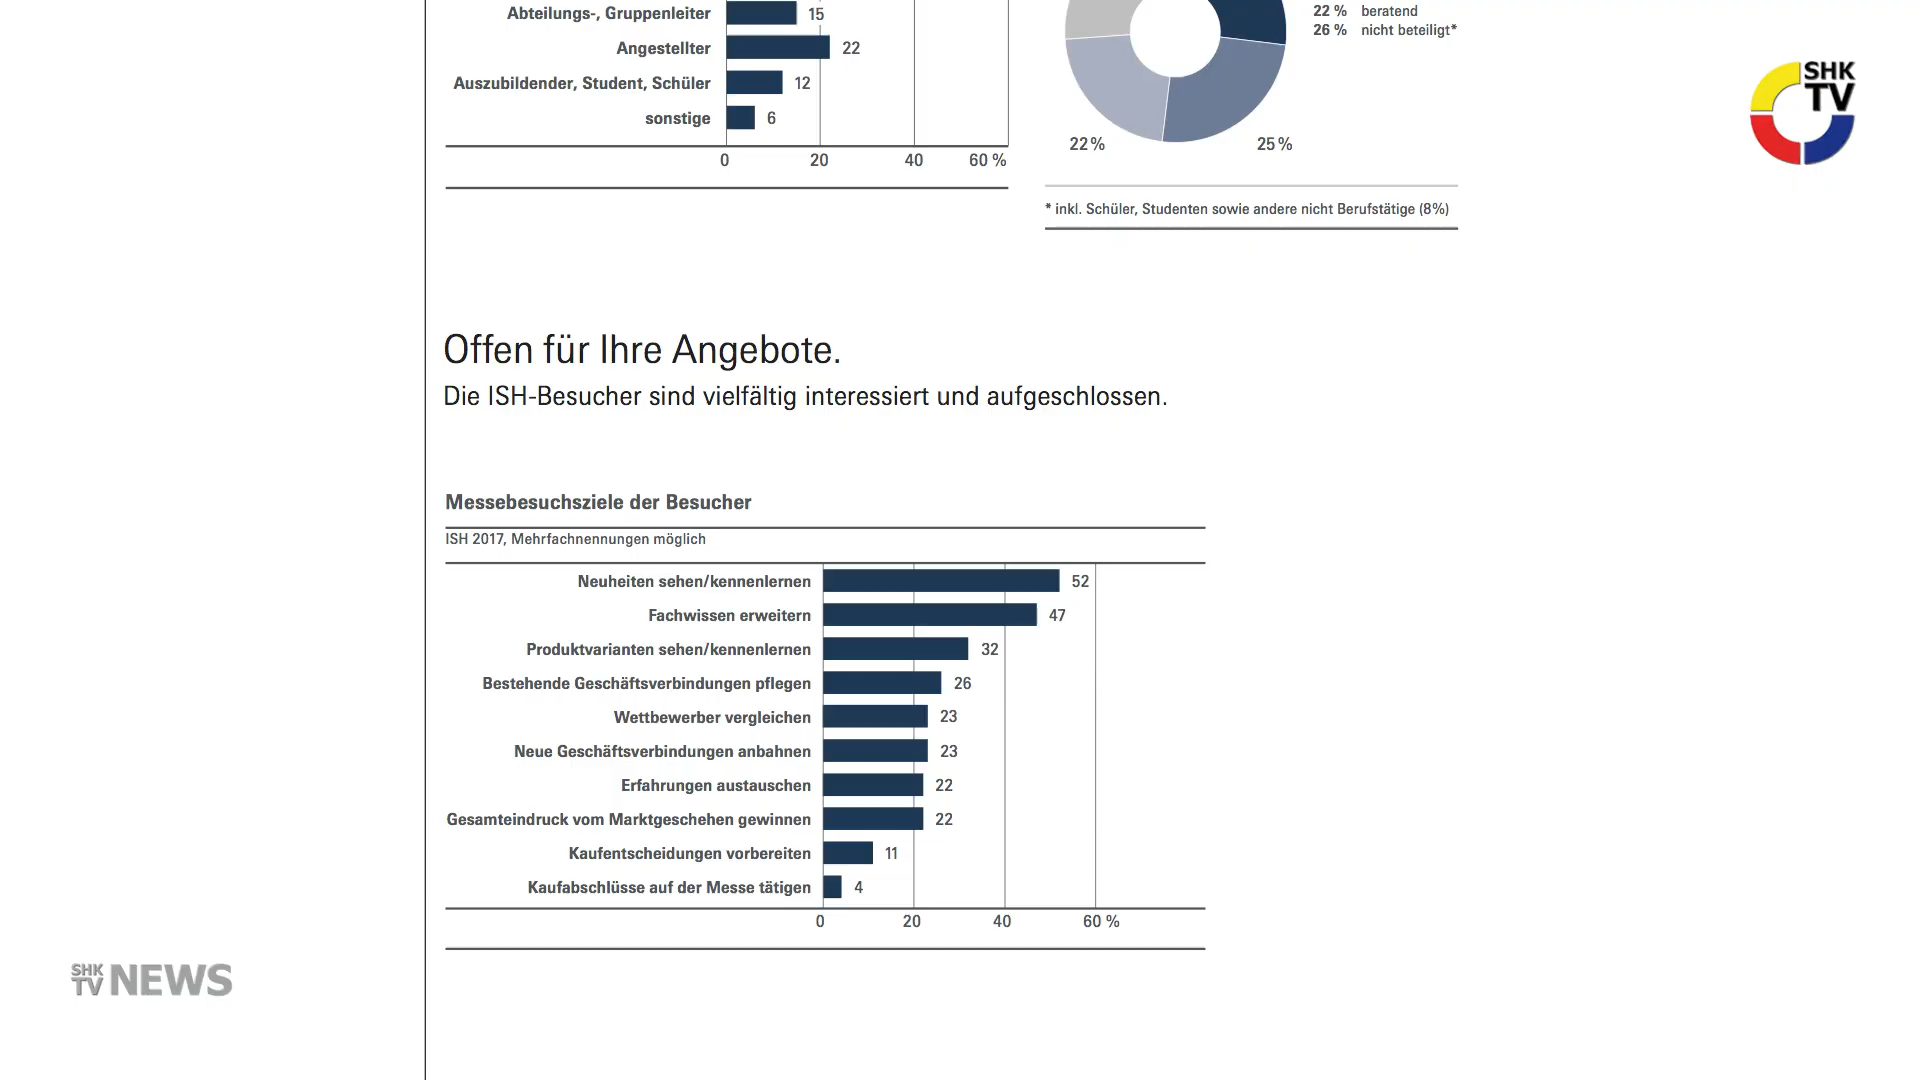 Abteilungs-, Gruppenleiter 15
Angestellter 22
Auszubildender, Student, Schüler 12
sonstige 6
0 20 40 60 %
22 % beratend
26 % nicht beteiligt*
22 % 25 %
* inkl. Schüler, Studenten sowie andere nicht Berufstätige (8%)
SHK
TV
Offen für Ihre Angebote.
Die ISH-Besucher sind vielfältig interessiert und aufgeschlossen.
Messebesuchsziele der Besucher
ISH 2017, Mehrfachnennungen möglich
Neuheiten sehen/kennenlernen 52
Fachwissen erweitern 47
Produktvarianten sehen/kennenlernen 32
Bestehende Geschäftsverbindungen pflegen 26
Wettbewerber vergleichen 23
Neue Geschäftsverbindungen anbahnen 23
Erfahrungen austauschen 22
Gesamteindruck vom Marktgeschehen gewinnen 22
Kaufentscheidungen vorbereiten 11
Kaufabschlüsse auf der Messe tätigen 4
0 20 40 60 %
SHK TV NEWS